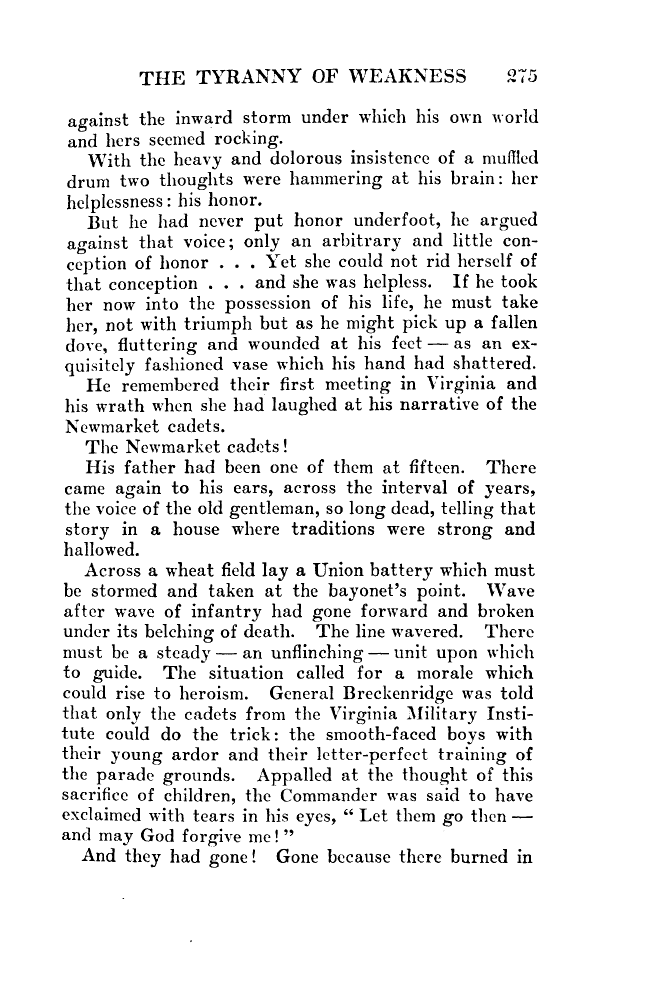 THE TYRANNY OF WEAKNESS 275
against the inward storm under which his own world
and hers seemed rocking.
With the heavy and dolorous insistence of a muffled
drum two thoughts were hammering at his brain: her
helplessness: his honor.
But he had never put honor underfoot, he argued
against that voice; only an arbitrary and little con-
ception of honor . . . Yet she could not rid herself of
that conception . . . and she was helpless. If he took
her now into the possession of his life, he must take
her, not with triumph but as he might pick up a fallen
dove, fluttering and wounded at his feet — as an ex-
quisitely fashioned vase which his hand had shattered.
He remembered their first meeting in Virginia and
his wrath when she had laughed at his narrative of the
Newmarket cadets.
The Newmarket cadets!
His father had been one of them at fifteen. There
came again to his ears, across the interval of years,
the voice of the old gentleman, so long dead, telling that
story in a house where traditions were strong and
hallowed.
Across a wheat field lay a Union battery which must
be stormed and taken at the bayonet's point. Wave
after wave of infantry had gone forward and broken
under its belching of death. The line wavered. There
must be a steady — an unflinching — unit upon which
to guide. The situation called for a morale which
could rise to heroism. General Breckenridge was told
that only the cadets from the Virginia Military Insti-
tute could do the trick: the smooth-faced boys with
their young ardor and their letter-perfect training of
the parade grounds. Appalled at the thought of this
sacrifice of children, the Commander was said to have
exclaimed with tears in his eyes, “ Let them go then —
and may God forgive me! ”
And they had gone! Gone because there burned in